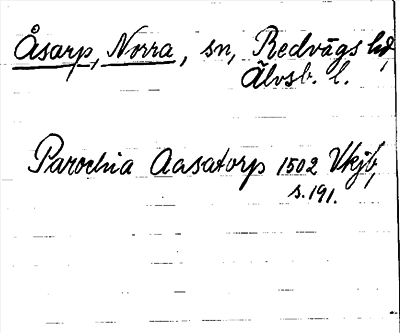 Åsarp, Norra, sn, Redvägs hd,
Älvsb. l.
Parochia Aasatorp 1502 Vkjb,
s. 191.